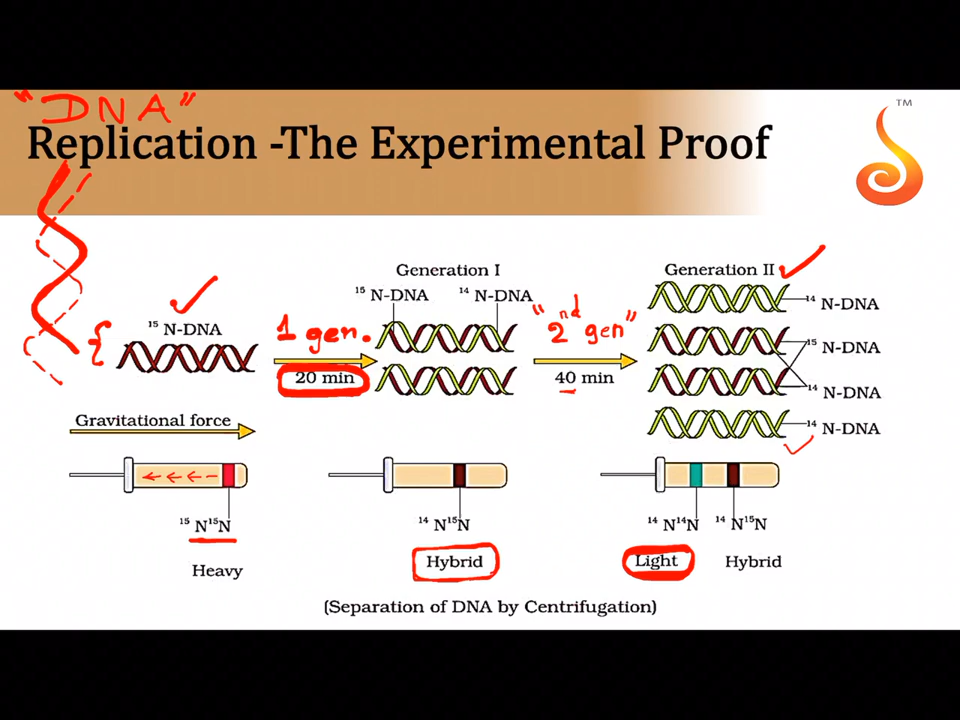 "DNA"
TM
Replication -The Experimental Proof
Generation I
Generation II
15 N-DNA 14 N-DNA
14 N-DNA
15 N-DNA
1 gen.
"2nd gen"
15 N-DNA
20 min
40 min
14 N-DNA
Gravitational force
14 N-DNA
15 N15N
14 N15N
14 N14N 14 N15N
Heavy
Hybrid
Light
Hybrid
(Separation of DNA by Centrifugation)